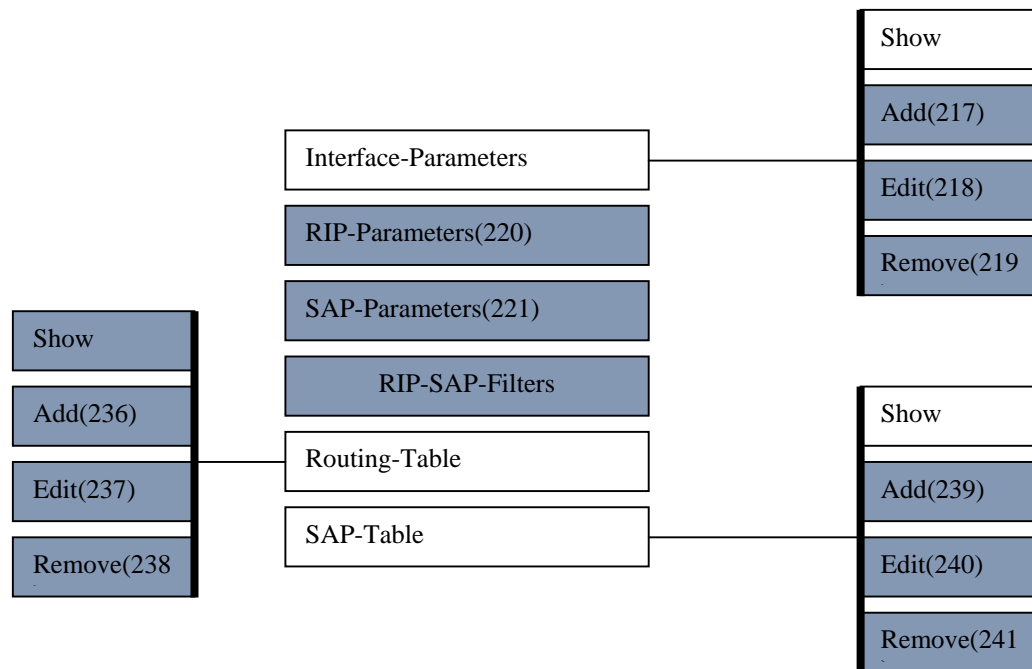 Show
Add(217)
Edit(218)
Remove(219
Interface-Parameters
RIP-Parameters(220)
SAP-Parameters(221)
RIP-SAP-Filters
Routing-Table
SAP-Table
Show
Add(236)
Edit(237)
Remove(238
Show
Add(239)
Edit(240)
Remove(241